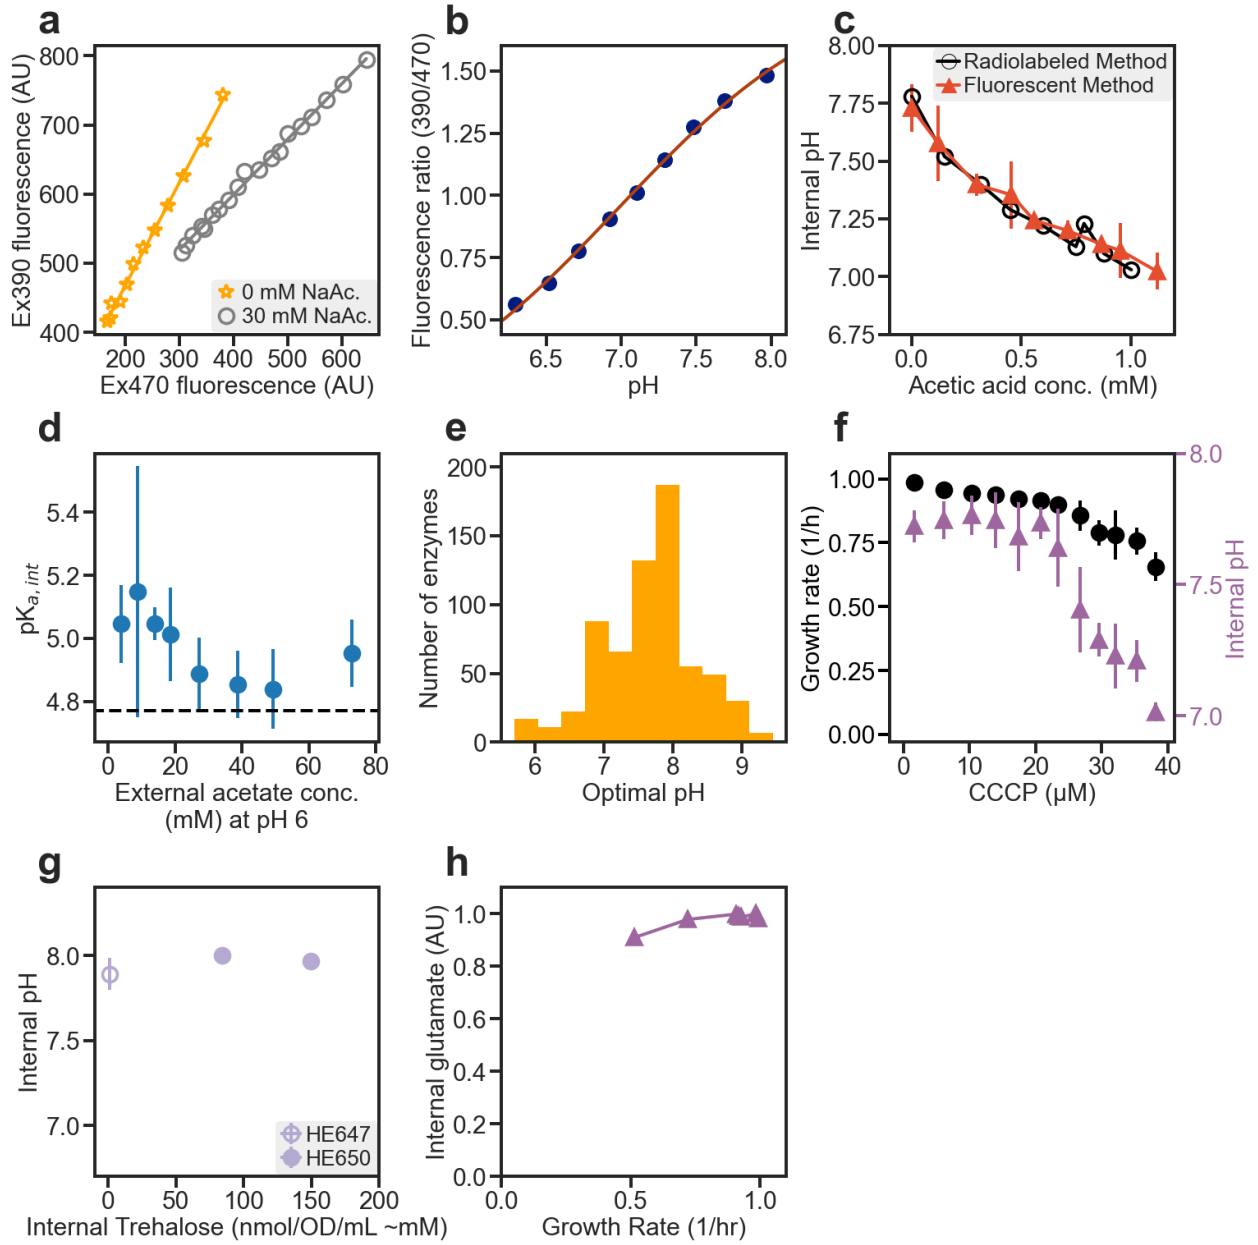 a
800
700
600
500
400
Ex390 fluorescence (AU)
0 mM NaAc.
30 mM NaAc.
200 300 400 500 600
Ex470 fluorescence (AU)
b
1.50
1.25
1.00
0.75
0.50
Fluorescence ratio (390/470)
6.5 7.0 7.5 8.0
pH
c
8.00
7.75
7.50
7.25
7.00
6.75
Internal pH
Radiolabeled Method
Fluorescent Method
0.0 0.5 1.0
Acetic acid conc. (mM)
d
5.4
5.2
5.0
4.8
pKa, int
0 20 40 60 80
External acetate conc.
(mM) at pH 6
e
200
150
100
50
0
Number of enzymes
6 7 8 9
Optimal pH
f
1.00
0.75
0.50
0.25
0.00
Growth rate (1/h)
8.0
7.5
7.0
Internal pH
0 10 20 30 40
CCCP (μM)
g
8.0
7.5
7.0
Internal pH
HE647
HE650
0 50 100 150 200
Internal Trehalose (nmol/OD/mL ~mM)
h
1.0
0.8
0.6
0.4
0.2
0.0
Internal glutamate (AU)
0.0 0.5 1.0
Growth Rate (1/hr)